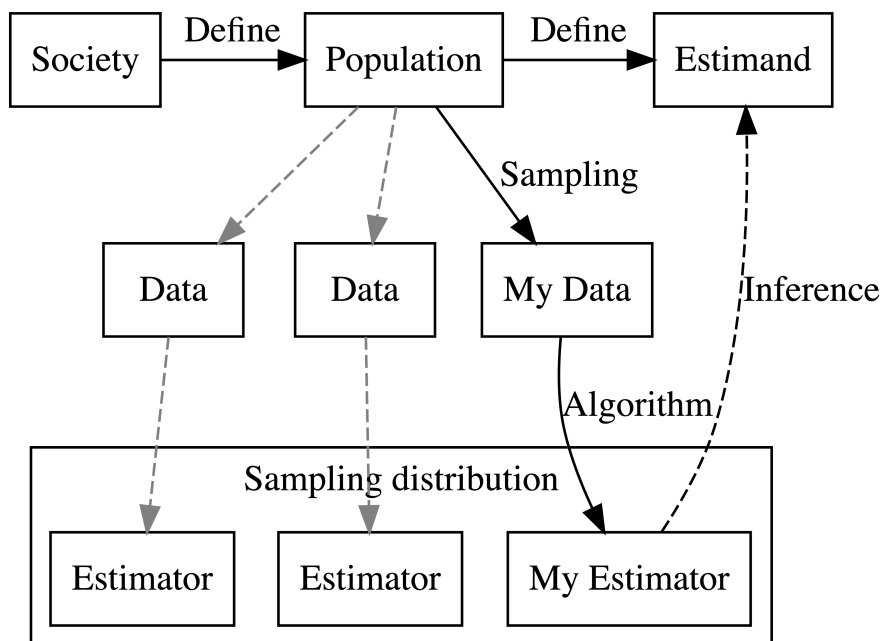 Define
Define
Society
Population
Estimand
Sampling
Data
Data
My Data
Inference
Algorithm
Sampling distribution
Estimator
Estimator
My Estimator